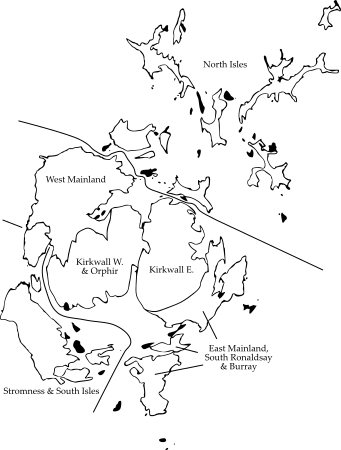 North Isles
West Mainland
Kirkwall W.
& Orphir
Kirkwall E.
East Mainland,
South Ronaldsay
& Burray
Stromness & South Isles